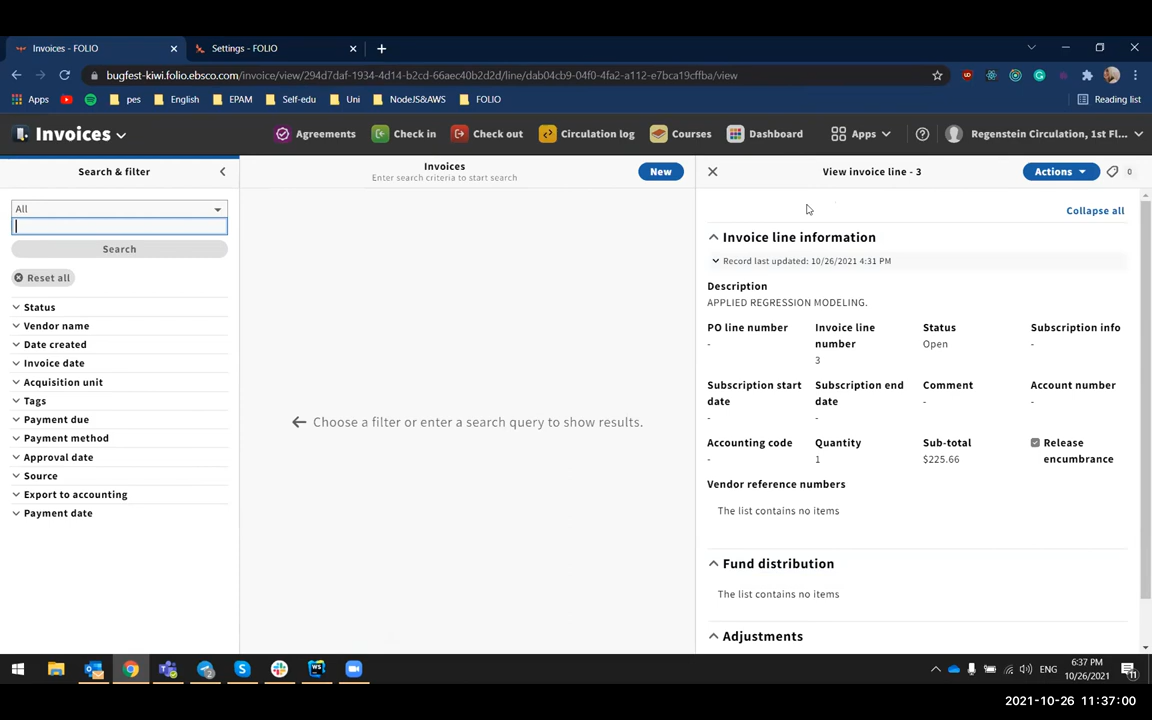 Invoices - FOLIO
Settings - FOLIO
bugfest-kiwi.folio.ebsco.com/invoice/view/294d7daf-1934-4d14-b2cd-66aec40b2d2d/line/dab04cb9-04f0-4fa2-a112-e7bca19cffba/view
Apps pes English EPAM Self-edu Uni NodeJS&AWS FOLIO Reading list
Invoices Agreements Check in Check out Circulation log Courses Dashboard Apps Regenstein Circulation, 1st Fl...
Search & filter
All
Search
Reset all
Status
Vendor name
Date created
Invoice date
Acquisition unit
Tags
Payment due
Payment method
Approval date
Source
Export to accounting
Payment date
Invoices
Enter search criteria to start search
New
Choose a filter or enter a search query to show results.
View invoice line - 3
Actions
0
Collapse all
Invoice line information
Record last updated: 10/26/2021 4:31 PM
Description
APPLIED REGRESSION MODELING.
PO line number
-
Invoice line
number
3
Status
Open
Subscription info
-
Subscription start
date
-
Subscription end
date
-
Comment
-
Account number
-
Accounting code
-
Quantity
1
Sub-total
$225.66
Release
encumbrance
Vendor reference numbers
The list contains no items
Fund distribution
The list contains no items
Adjustments
ENG
6:37 PM
10/26/2021
11
2021-10-26 11:37:00